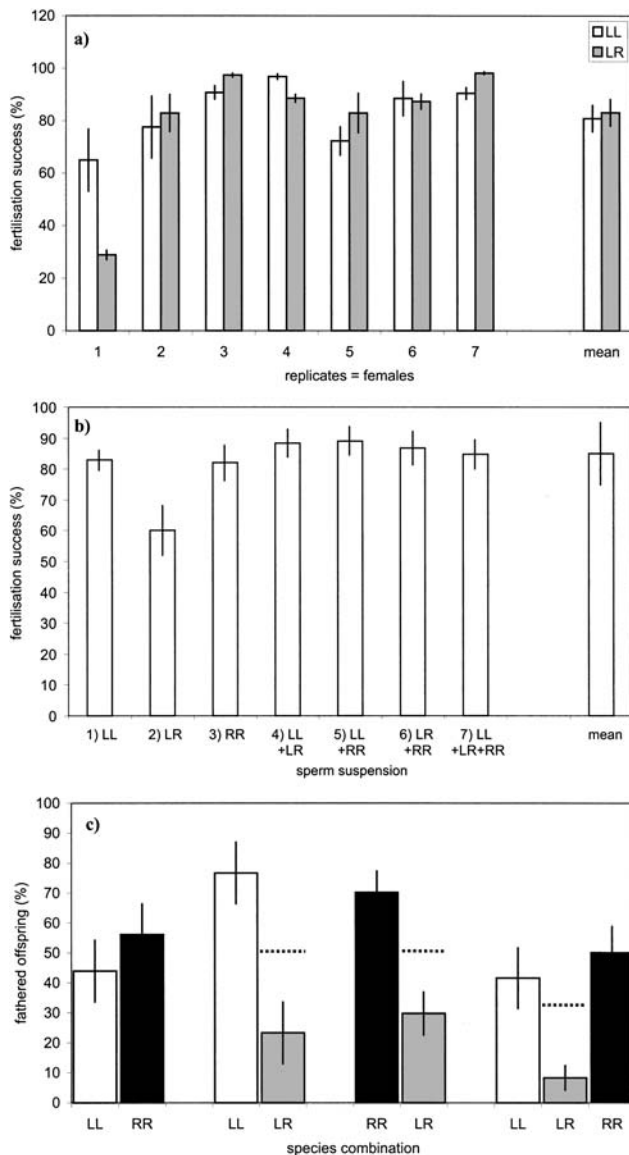 120
a)
LL
LR
100
80
60
40
20
0
fertilisation success (%)
1 2 3 4 5 6 7 mean
replicates = females
100
b)
90
80
70
60
50
40
30
20
10
0
fertilisation success (%)
1) LL 2) LR 3) RR 4) LL 5) LL 6) LR 7) LL mean
+LR +RR +RR +LR+RR
sperm suspension
100
c)
90
80
70
60
50
40
30
20
10
0
fathered offspring (%)
LL RR LL LR RR LR LL LR RR
species combination